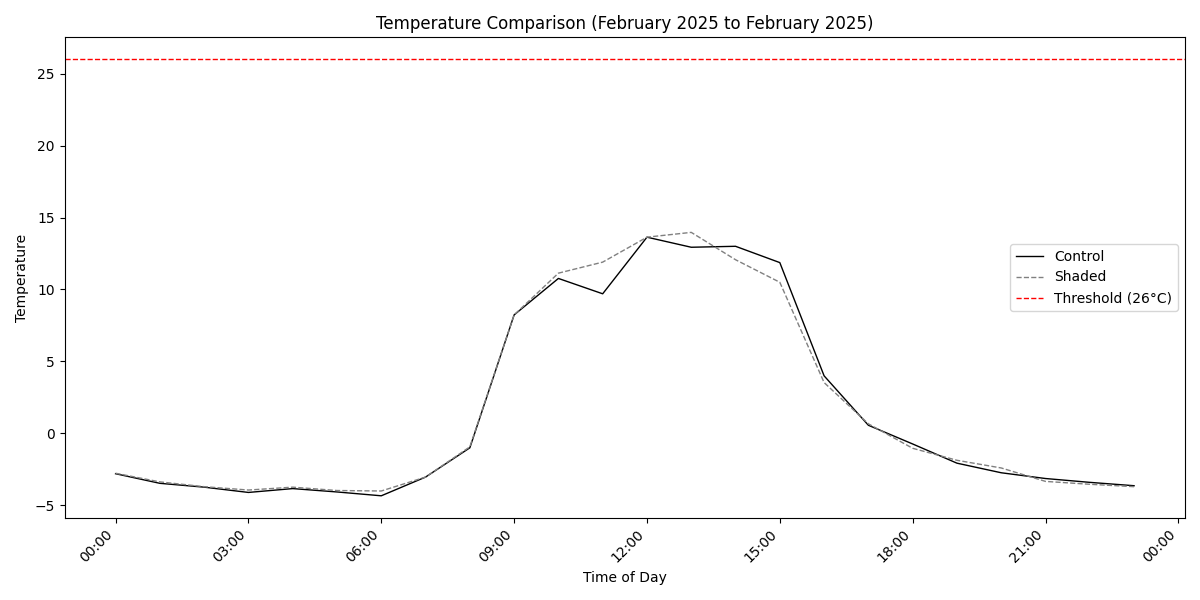 Temperature Comparison (February 2025 to February 2025)
Temperature
25
20
15
10
5
0
−5
Control
Shaded
Threshold (26°C)
00:00
03:00
06:00
09:00
12:00
15:00
18:00
21:00
00:00
Time of Day